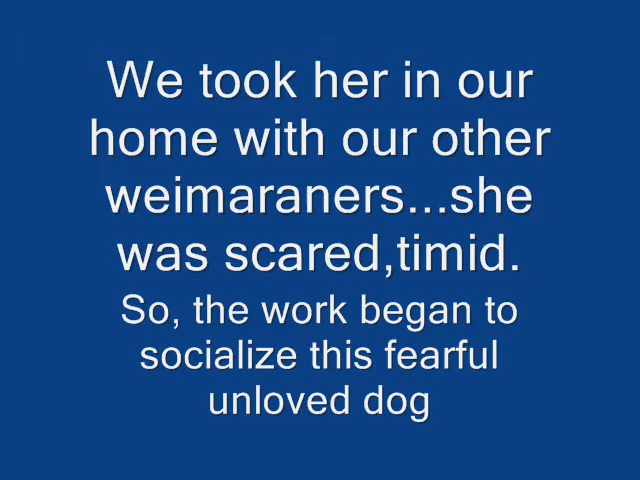 We took her in our
home with our other
weimaraners...she
was scared,timid.
So, the work began to
socialize this fearful
unloved dog